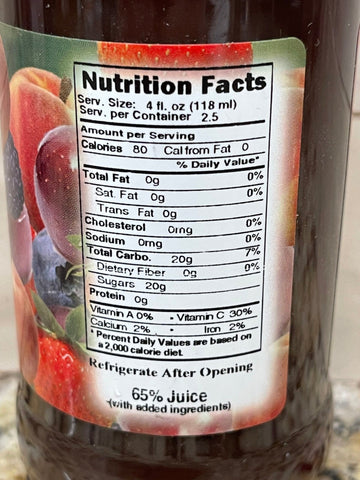 Nutrition Facts
Serv. Size: 4 fl. oz (118 ml)
Serv. per Container 2.5
Amount per Serving
Calories 80 Cal from Fat 0
% Daily Value*
Total Fat 0g 0%
Sat. Fat 0g 0%
Trans Fat 0g
Cholesterol 0mg 0%
Sodium 0mg 0%
Total Carbo. 20g 7%
Dietary Fiber 0g 0%
Sugars 20g
Protein 0g
Vitamin A 0% • Vitamin C 30%
Calcium 2% • Iron 2%
* Percent Daily Values are based on
a 2,000 calorie diet.
Refrigerate After Opening
65% Juice
(with added ingredients)